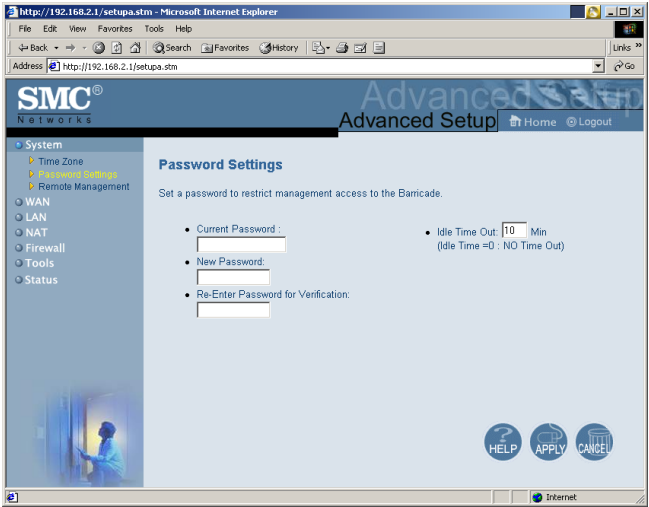 http://192.168.2.1/setupa.stm - Microsoft Internet Explorer
File Edit View Favorites Tools Help
Back Search Favorites History Links »
Address http://192.168.2.1/setupa.stm Go
SMC®
Networks
Advanced Setup
Advanced Setup
Home Logout
System
Time Zone
Password Settings
Remote Management
WAN
LAN
NAT
Firewall
Tools
Status
Password Settings
Set a password to restrict management access to the Barricade.
• Current Password :
• New Password:
• Re-Enter Password for Verification:
• Idle Time Out: 10 Min
(Idle Time =0 : NO Time Out)
HELP APPLY CANCEL
Internet